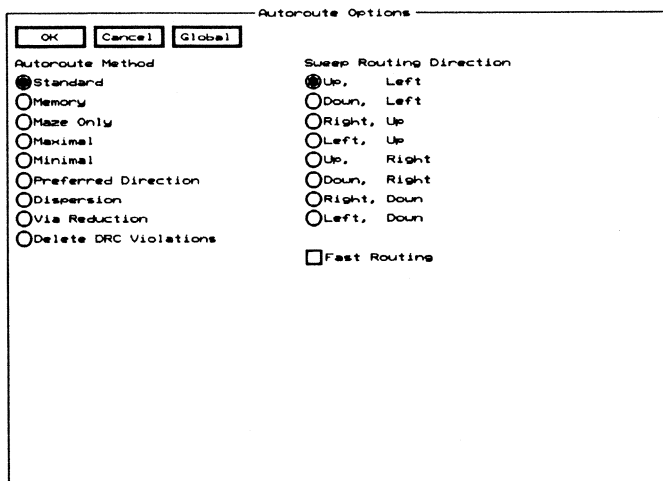 Autoroute Options
OK Cancel Global
Autoroute Method
Standard
Memory
Maze Only
Maximal
Minimal
Preferred Direction
Dispersion
Via Reduction
Delete DRC Violations
Sweep Routing Direction
Up, Left
Down, Left
Right, Up
Left, Up
Up, Right
Down, Right
Right, Down
Left, Down
Fast Routing